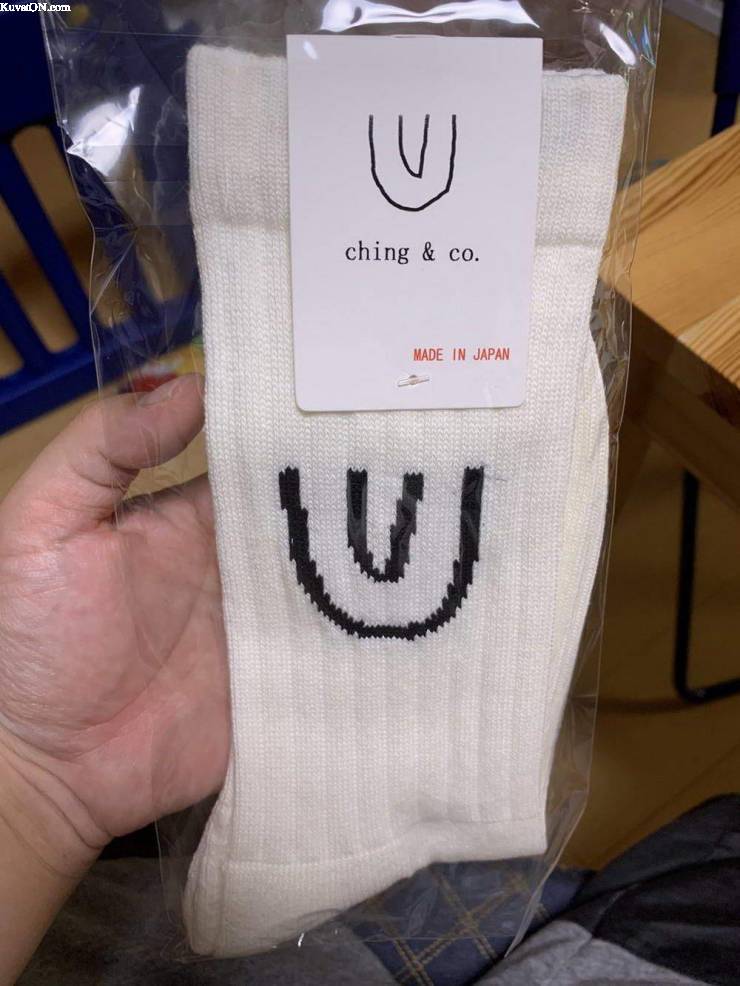 KuvatON.com
ching & co.
MADE IN JAPAN